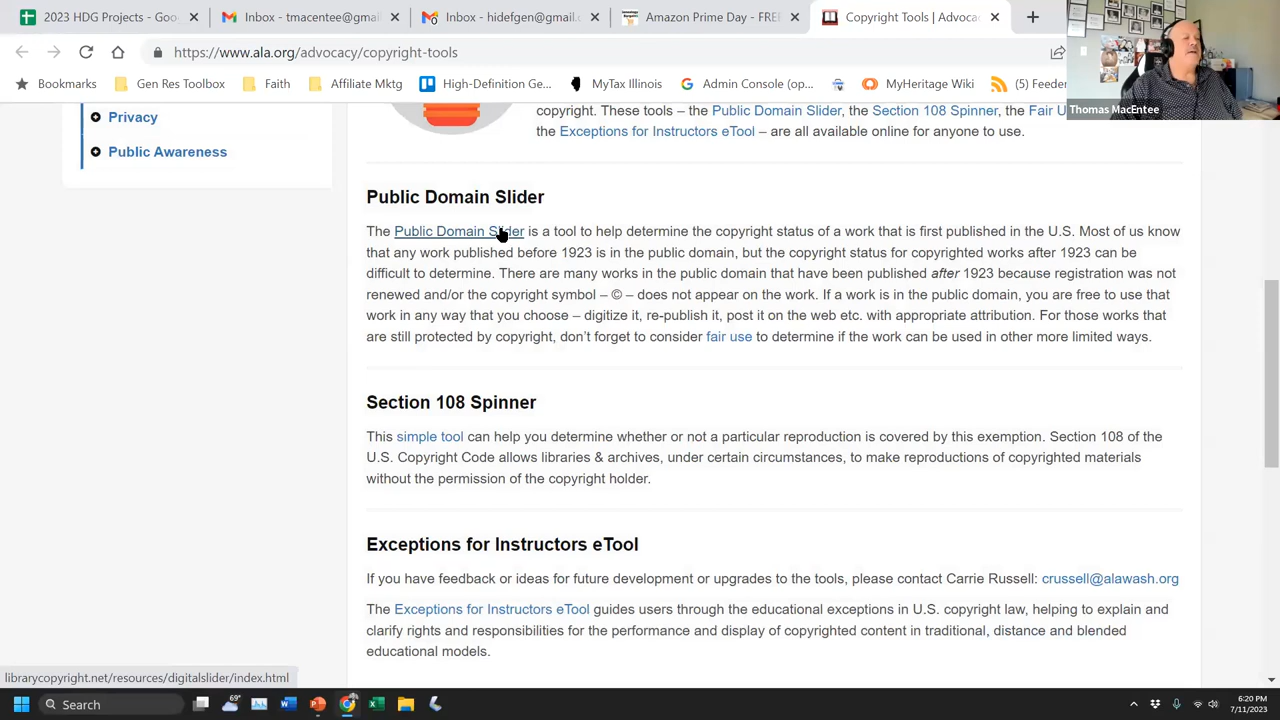 2023 HDG Projects - Goo
Inbox - tmacentee@gmai
Inbox - hidefgen@gmail.c
Amazon Prime Day - FREE
Copyright Tools | Advocac
https://www.ala.org/advocacy/copyright-tools
Bookmarks
Gen Res Toolbox
Faith
Affiliate Mktg
High-Definition Ge...
MyTax Illinois
Admin Console (op...
MyHeritage Wiki
(5) Feeder
Thomas MacEntee
Privacy
Public Awareness
copyright. These tools – the Public Domain Slider, the Section 108 Spinner, the Fair U
the Exceptions for Instructors eTool – are all available online for anyone to use.
Public Domain Slider
The Public Domain Slider is a tool to help determine the copyright status of a work that is first published in the U.S. Most of us know
that any work published before 1923 is in the public domain, but the copyright status for copyrighted works after 1923 can be
difficult to determine. There are many works in the public domain that have been published after 1923 because registration was not
renewed and/or the copyright symbol – © – does not appear on the work. If a work is in the public domain, you are free to use that
work in any way that you choose – digitize it, re-publish it, post it on the web etc. with appropriate attribution. For those works that
are still protected by copyright, don’t forget to consider fair use to determine if the work can be used in other more limited ways.
Section 108 Spinner
This simple tool can help you determine whether or not a particular reproduction is covered by this exemption. Section 108 of the
U.S. Copyright Code allows libraries & archives, under certain circumstances, to make reproductions of copyrighted materials
without the permission of the copyright holder.
Exceptions for Instructors eTool
If you have feedback or ideas for future development or upgrades to the tools, please contact Carrie Russell: crussell@alawash.org
The Exceptions for Instructors eTool guides users through the educational exceptions in U.S. copyright law, helping to explain and
clarify rights and responsibilities for the performance and display of copyrighted content in traditional, distance and blended
educational models.
librarycopyright.net/resources/digitalslider/index.html
Search
69°
6:20 PM
7/11/2023